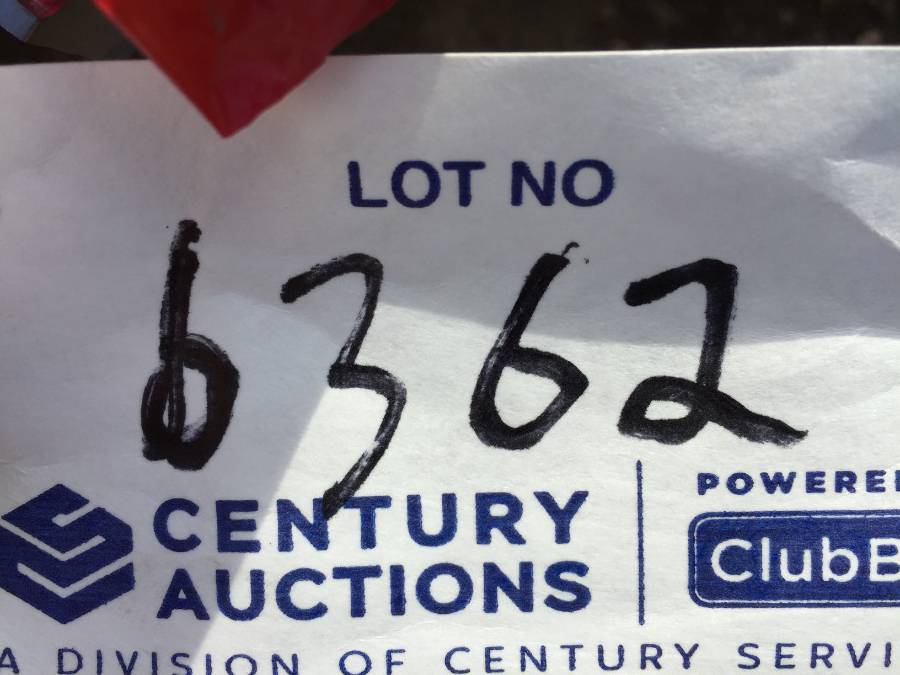 LOT NO
6362
CENTURY
AUCTIONS
POWERE
ClubB
A DIVISION OF CENTURY SERVI